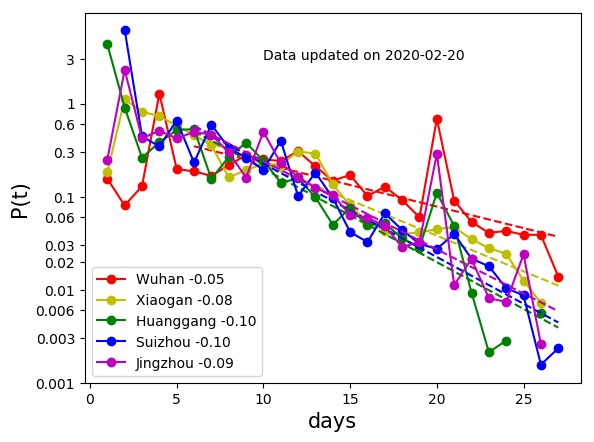 Data updated on 2020-02-20
P(t)
3
1
0.6
0.3
0.1
0.06
0.03
0.02
0.01
0.006
0.003
0.001
Wuhan -0.05
Xiaogan -0.08
Huanggang -0.10
Suizhou -0.10
Jingzhou -0.09
0 5 10 15 20 25
days